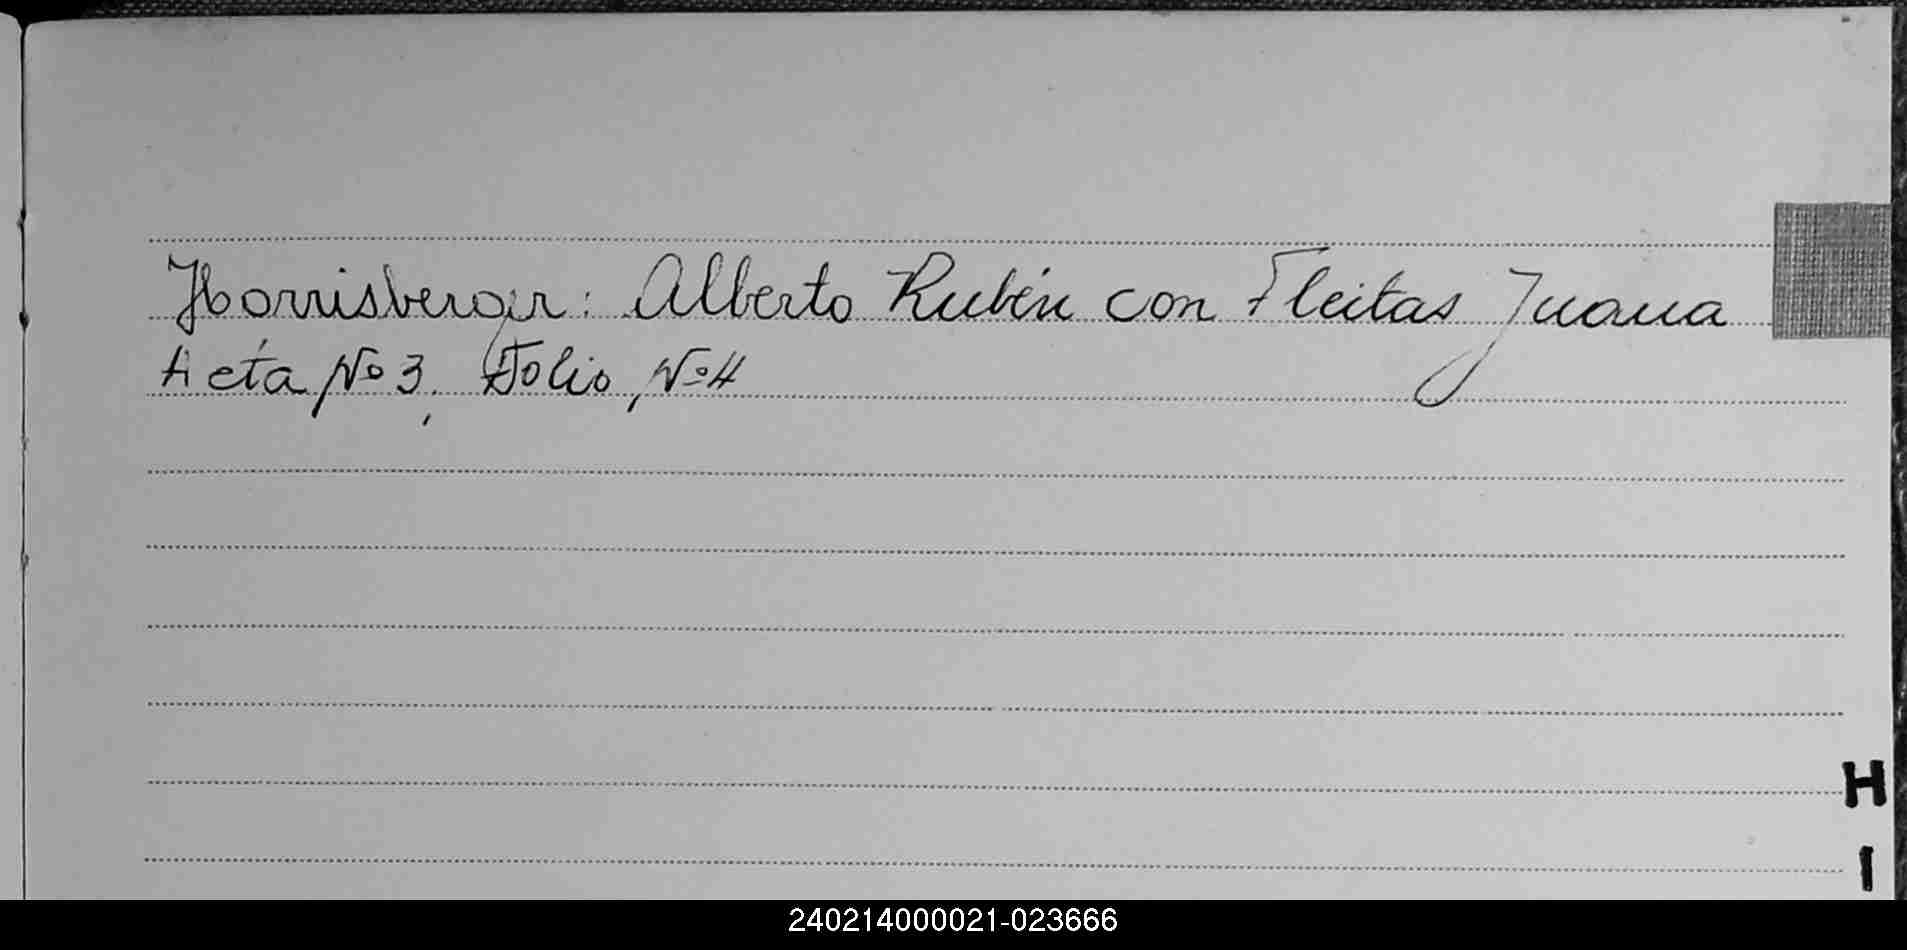 Horrisberger: Alberto Rubén con Fleitas Juana
Acta Nº 3, Folio Nº 4
H
I
240214000021-023666